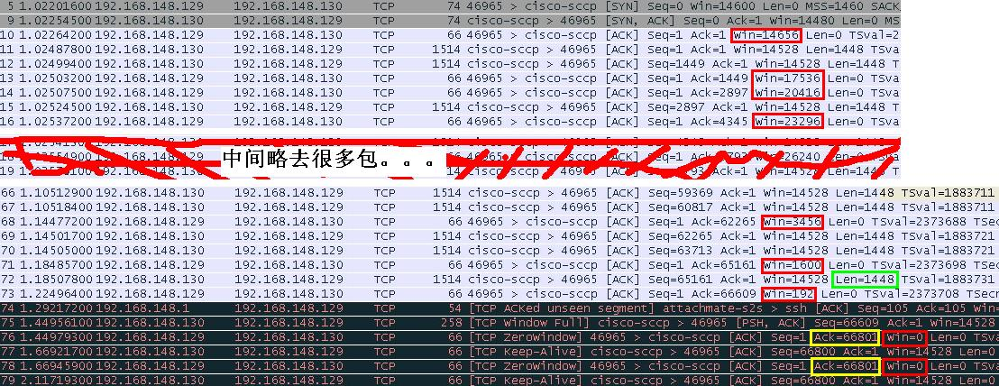 5 1.02201600 192.168.148.129 192.168.148.130 TCP 74 46965 > cisco-sccp [SYN] Seq=0 Win=14600 Len=0 MSS=1460 SACK
9 1.02254500 192.168.148.130 192.168.148.129 TCP 74 cisco-sccp > 46965 [SYN, ACK] Seq=0 Ack=1 Win=14480 Len=0 MS
10 1.02264200 192.168.148.129 192.168.148.130 TCP 66 46965 > cisco-sccp [ACK] Seq=1 Ack=1 Win=14656 Len=0 TSval=2
11 1.02487800 192.168.148.130 192.168.148.129 TCP 1514 cisco-sccp > 46965 [ACK] Seq=1 Ack=1 Win=14528 Len=1448 TSva
12 1.02499400 192.168.148.130 192.168.148.129 TCP 1514 cisco-sccp > 46965 [ACK] Seq=1449 Ack=1 Win=14528 Len=1448 T
13 1.02503200 192.168.148.129 192.168.148.130 TCP 66 46965 > cisco-sccp [ACK] Seq=1 Ack=1449 Win=17536 Len=0 TSva
14 1.02507500 192.168.148.129 192.168.148.130 TCP 66 46965 > cisco-sccp [ACK] Seq=1 Ack=2897 Win=20416 Len=0 TSva
15 1.02524500 192.168.148.130 192.168.148.129 TCP 1514 cisco-sccp > 46965 [ACK] Seq=2897 Ack=1 Win=14528 Len=1448 T
16 1.02537200 192.168.148.129 192.168.148.130 TCP 66 46965 > cisco-sccp [ACK] Seq=1 Ack=4345 Win=23296 Len=0 TSva
中间略去很多包。。。
66 1.10512900 192.168.148.130 192.168.148.129 TCP 1514 cisco-sccp > 46965 [ACK] Seq=59369 Ack=1 Win=14528 Len=1448 TSval=1883711
67 1.10518400 192.168.148.130 192.168.148.129 TCP 1514 cisco-sccp > 46965 [ACK] Seq=60817 Ack=1 Win=14528 Len=1448 TSval=1883711
68 1.14477200 192.168.148.129 192.168.148.130 TCP 66 46965 > cisco-sccp [ACK] Seq=1 Ack=62265 Win=3456 Len=0 TSval=2373688 TSec
69 1.14501700 192.168.148.130 192.168.148.129 TCP 1514 cisco-sccp > 46965 [ACK] Seq=62265 Ack=1 Win=14528 Len=1448 TSval=1883721
70 1.14505500 192.168.148.130 192.168.148.129 TCP 1514 cisco-sccp > 46965 [ACK] Seq=63713 Ack=1 Win=14528 Len=1448 TSval=1883721
71 1.18485700 192.168.148.129 192.168.148.130 TCP 66 46965 > cisco-sccp [ACK] Seq=1 Ack=65161 Win=1600 Len=0 TSval=2373698 TSec
72 1.18507800 192.168.148.130 192.168.148.129 TCP 1514 cisco-sccp > 46965 [ACK] Seq=65161 Ack=1 Win=14528 Len=1448 TSval=1883731
73 1.22496400 192.168.148.129 192.168.148.130 TCP 66 46965 > cisco-sccp [ACK] Seq=1 Ack=66609 Win=192 Len=0 TSval=2373708 TSecr
74 1.29217200 192.168.148.1 192.168.148.129 TCP 54 [TCP ACKed unseen segment] attachmate-s2s > ssh [ACK] Seq=105 Ack=105 Win=
75 1.44956100 192.168.148.130 192.168.148.129 TCP 258 [TCP Window Full] cisco-sccp > 46965 [PSH, ACK] Seq=66609 Ack=1 Win=14528
76 1.44979300 192.168.148.129 192.168.148.130 TCP 66 [TCP ZeroWindow] 46965 > cisco-sccp [ACK] Seq=1 Ack=66801 Win=0 Len=0 TSv
77 1.66921700 192.168.148.130 192.168.148.129 TCP 66 [TCP Keep-Alive] cisco-sccp > 46965 [ACK] Seq=66800 Ack=1 Win=14528 Len=0
78 1.66945900 192.168.148.129 192.168.148.130 TCP 66 [TCP ZeroWindow] 46965 > cisco-sccp [ACK] Seq=1 Ack=66801 Win=0 Len=0 TSv
79 2.11719300 192.168.148.130 192.168.148.129 TCP 66 [TCP Keep-Alive] cisco-sccp > 46965 [ACK] Seq=66800 Ack=1 Win=14528 Len=0